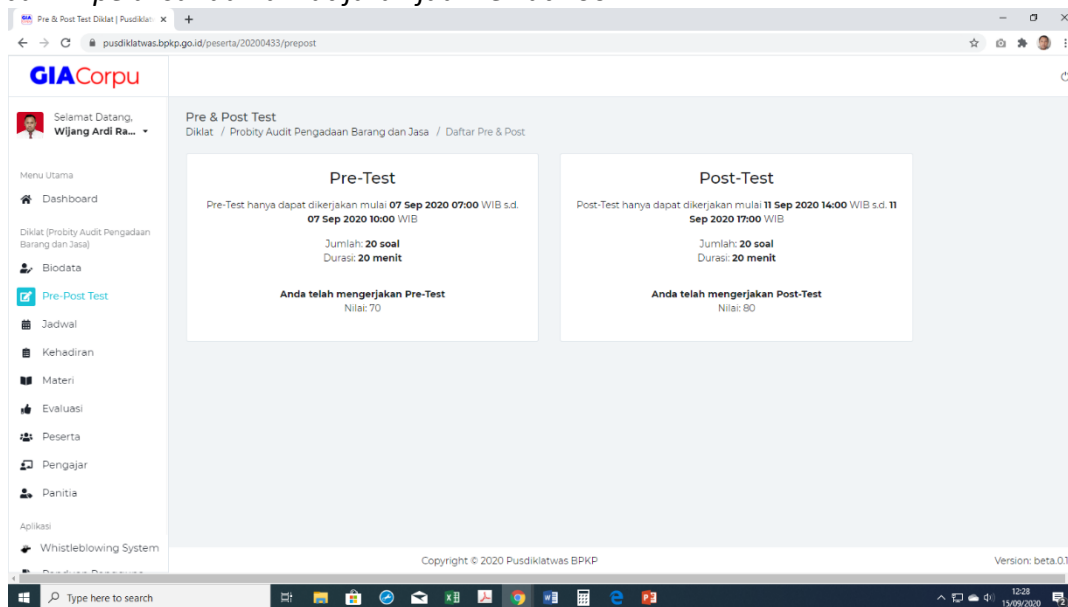 Pre & Post Test Diklat | Pusdiklat
pusdiklatwas.bpkp.go.id/peserta/20200433/prepost
GIACorpu
Selamat Datang,
Wijang Ardi Ra...
Menu Utama
Dashboard
Diklat (Probity Audit Pengadaan
Barang dan Jasa)
Biodata
Pre-Post Test
Jadwal
Kehadiran
Materi
Evaluasi
Peserta
Pengajar
Panitia
Aplikasi
Whistleblowing System
Pre & Post Test
Diklat / Probity Audit Pengadaan Barang dan Jasa / Daftar Pre & Post
Pre-Test
Pre-Test hanya dapat dikerjakan mulai 07 Sep 2020 07:00 WIB s.d.
07 Sep 2020 10:00 WIB
Jumlah: 20 soal
Durasi: 20 menit
Anda telah mengerjakan Pre-Test
Nilai: 70
Post-Test
Post-Test hanya dapat dikerjakan mulai 11 Sep 2020 14:00 WIB s.d. 11
Sep 2020 17:00 WIB
Jumlah: 20 soal
Durasi: 20 menit
Anda telah mengerjakan Post-Test
Nilai: 80
Copyright © 2020 Pusdiklatwas BPKP
Version: beta.0.1
Type here to search
12:28
15/09/2020